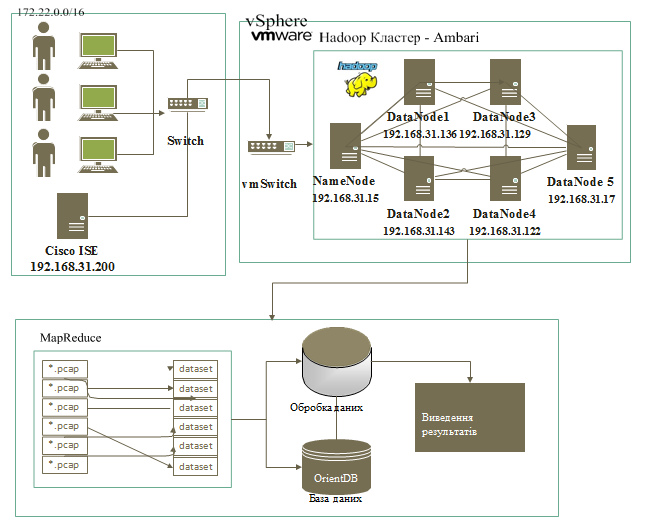 172.22.0.0/16
Switch
Cisco ISE
192.168.31.200
vSphere
vmware
Hadoop Кластер - Ambari
hadoop
vmSwitch
DataNode1
192.168.31.136
DataNode3
192.168.31.129
NameNode
192.168.31.15
DataNode 5
192.168.31.17
DataNode2
192.168.31.143
DataNode4
192.168.31.122
MapReduce
*.pcap
*.pcap
*.pcap
*.pcap
*.pcap
*.pcap
dataset
dataset
dataset
dataset
dataset
dataset
Обробка даних
OrientDB
База даних
Виведення
результатів